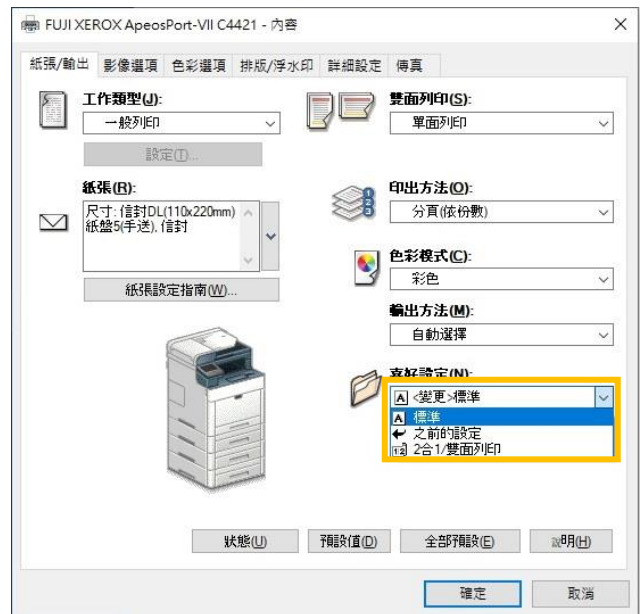 FUJI XEROX ApeosPort-VII C4421 - 內容
紙張/輸出 影像選項 色彩選項 排版/浮水印 詳細設定 傳真
工作類型(J):
一般列印
設定(T)...
紙張(R):
尺寸: 信封DL(110x220mm)
紙盤5(手送), 信封
紙張設定指南(W)...
雙面列印(S):
單面列印
印出方法(O):
分頁(依份數)
色彩模式(C):
彩色
輸出方法(M):
自動選擇
喜好設定(N):
<變更>標準
標準
之前的設定
2合1/雙面列印
狀態(U) 預設值(D) 全部預設(E) 說明(H)
確定 取消